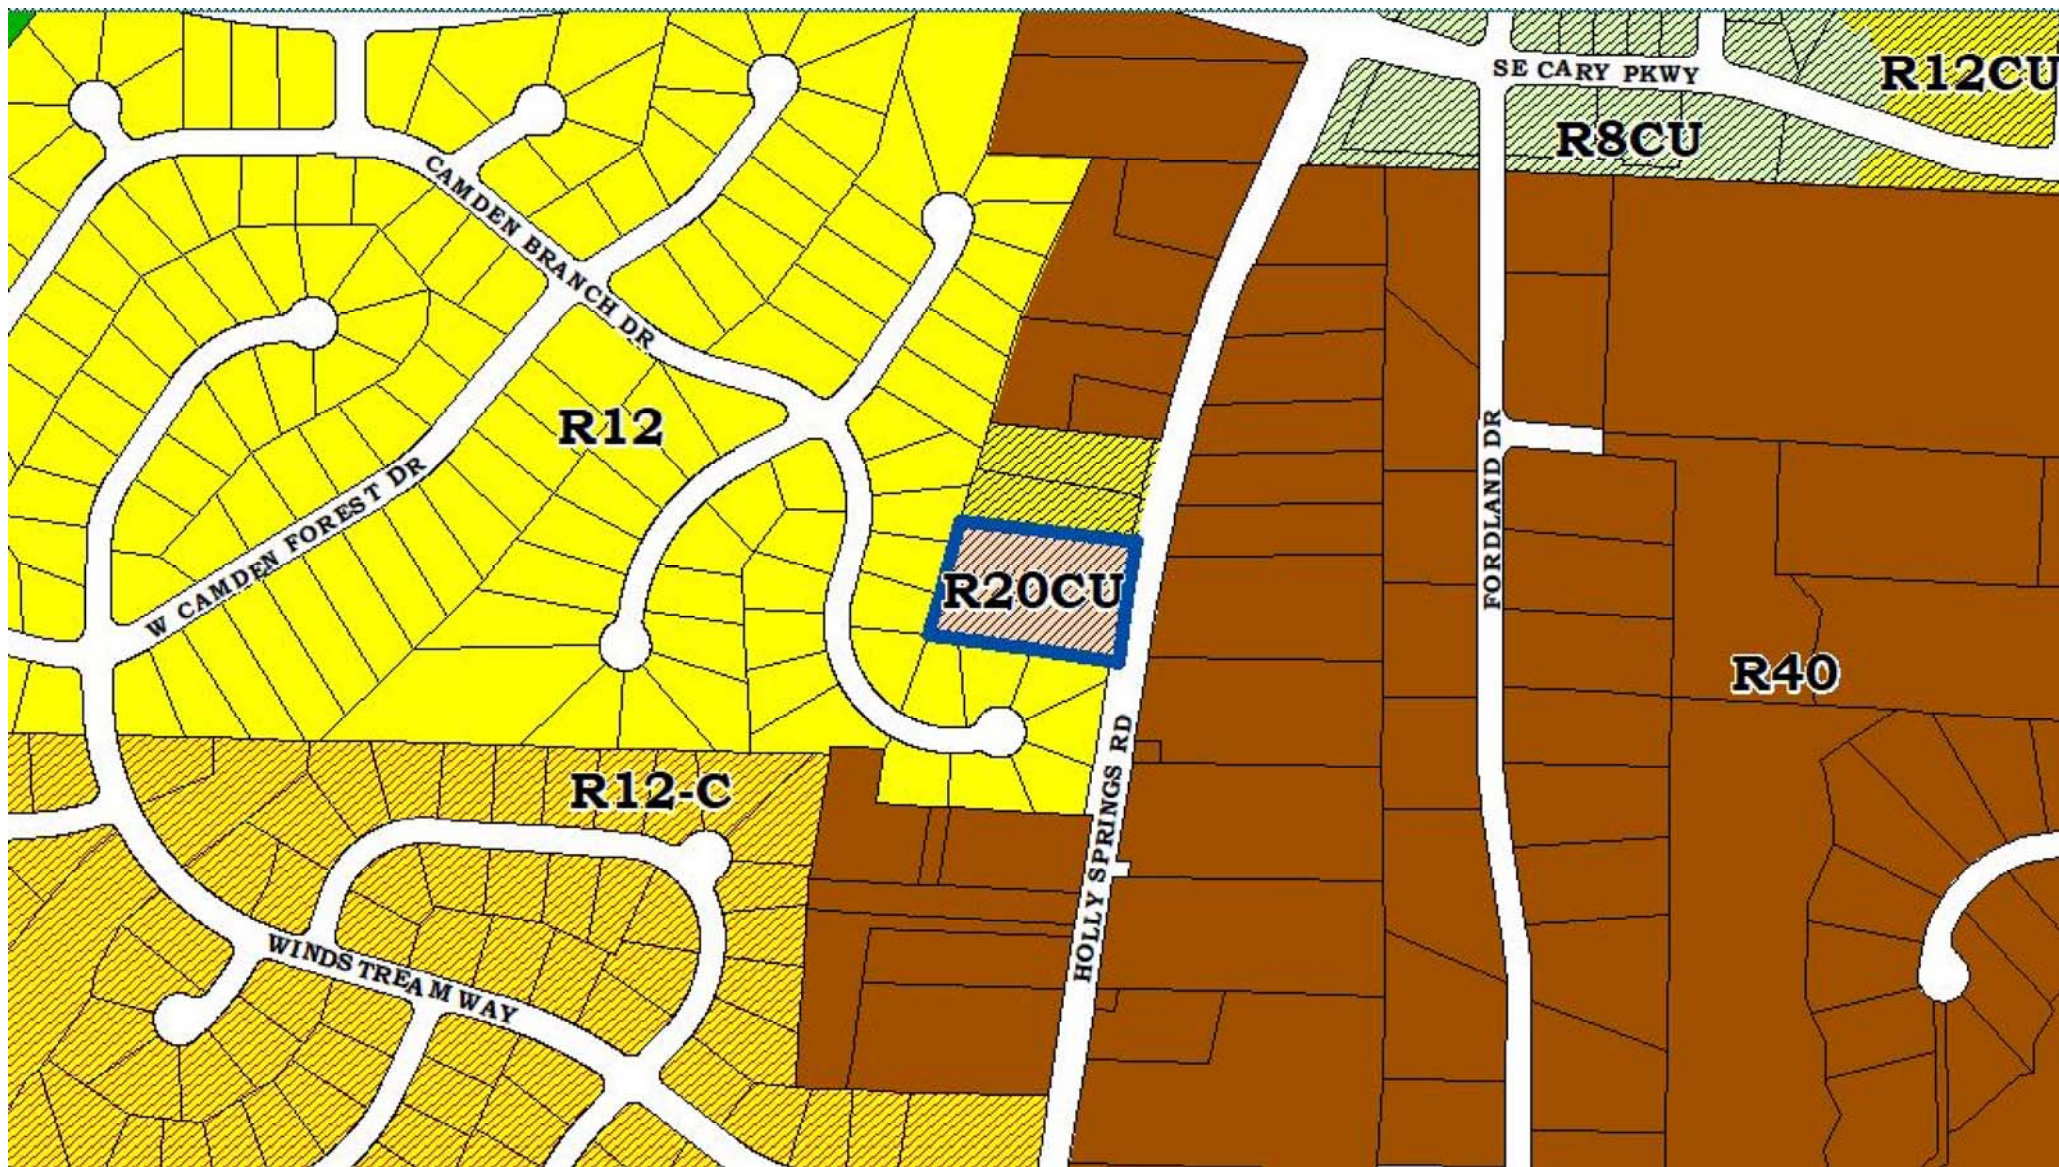 SE CARY PKWY
R12CU
R8CU
CAMDEN BRANCH DR
R12
W CAMDEN FOREST DR
FORDLAND DR
R20CU
R40
HOLLY SPRINGS RD
R12-C
WINDSTREAM WAY